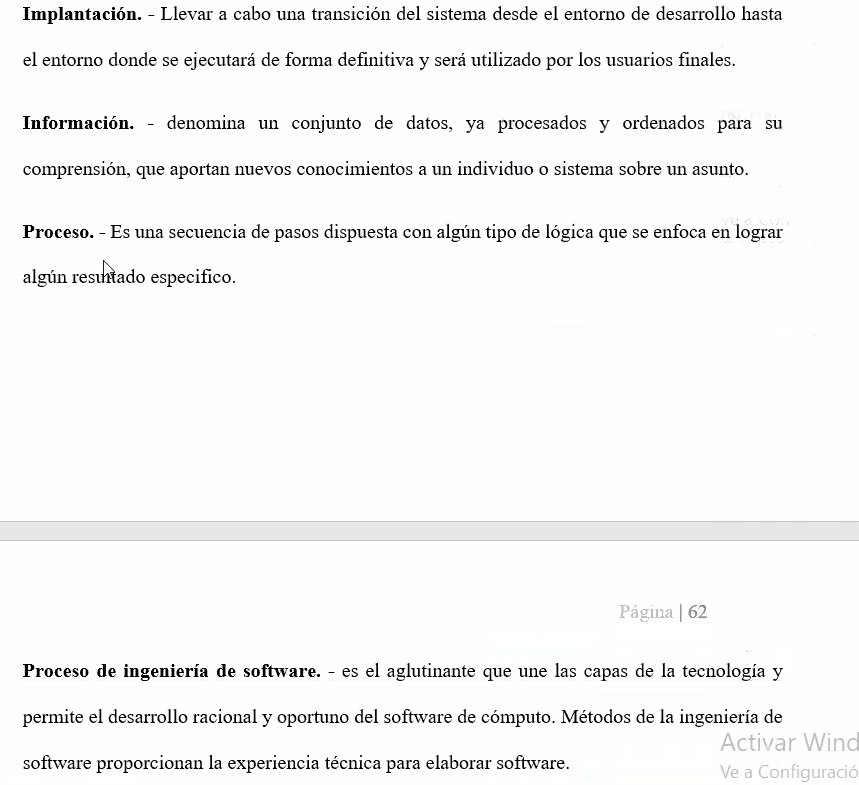 Implantación. - Llevar a cabo una transición del sistema desde el entorno de desarrollo hasta
el entorno donde se ejecutará de forma definitiva y será utilizado por los usuarios finales.
Información. - denomina un conjunto de datos, ya procesados y ordenados para su
comprensión, que aportan nuevos conocimientos a un individuo o sistema sobre un asunto.
Proceso. - Es una secuencia de pasos dispuesta con algún tipo de lógica que se enfoca en lograr
algún resultado especifico.
Página | 62
Proceso de ingeniería de software. - es el aglutinante que une las capas de la tecnología y
permite el desarrollo racional y oportuno del software de cómputo. Métodos de la ingeniería de
software proporcionan la experiencia técnica para elaborar software.
Activar Wind
Ve a Configuració